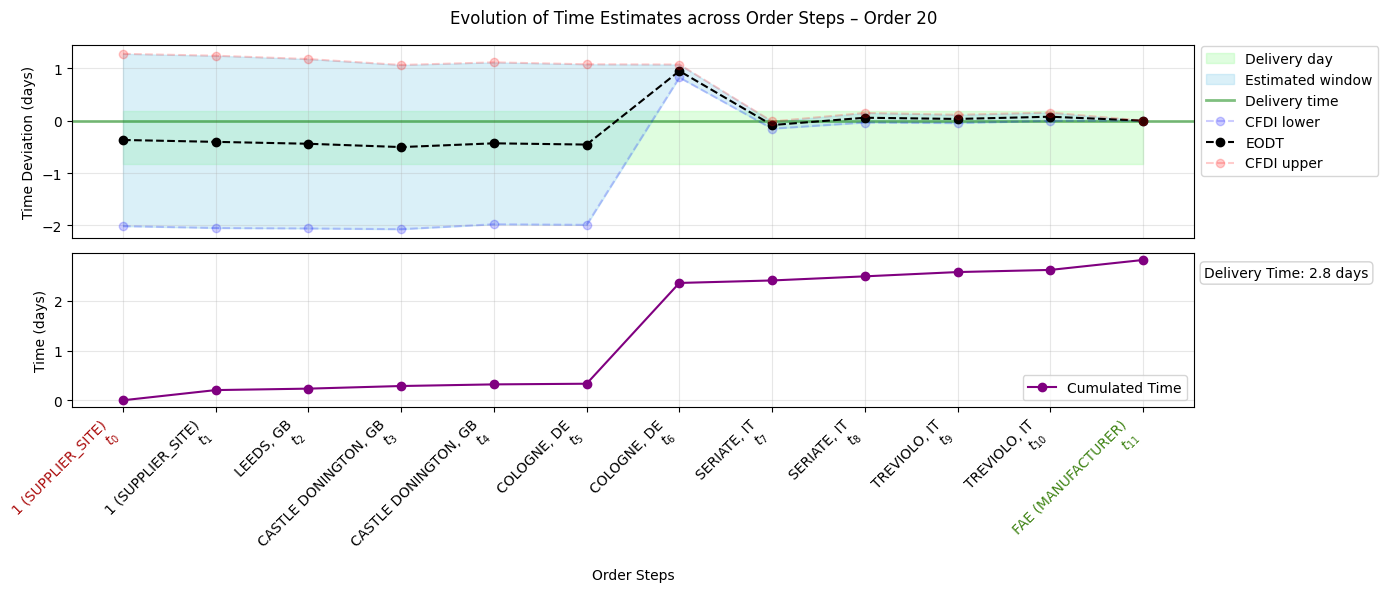 Evolution of Time Estimates across Order Steps – Order 20
Time Deviation (days)
1
0
−1
−2
Delivery day
Estimated window
Delivery time
CFDI lower
EODT
CFDI upper
Time (days)
2
1
0
Delivery Time: 2.8 days
Cumulated Time
1 (SUPPLIER_SITE)
t₀
1 (SUPPLIER_SITE)
t₁
LEEDS, GB
t₂
CASTLE DONINGTON, GB
t₃
CASTLE DONINGTON, GB
t₄
COLOGNE, DE
t₅
COLOGNE, DE
t₆
SERIATE, IT
t₇
SERIATE, IT
t₈
TREVIOLO, IT
t₉
TREVIOLO, IT
t₁₀
FAE (MANUFACTURER)
t₁₁
Order Steps